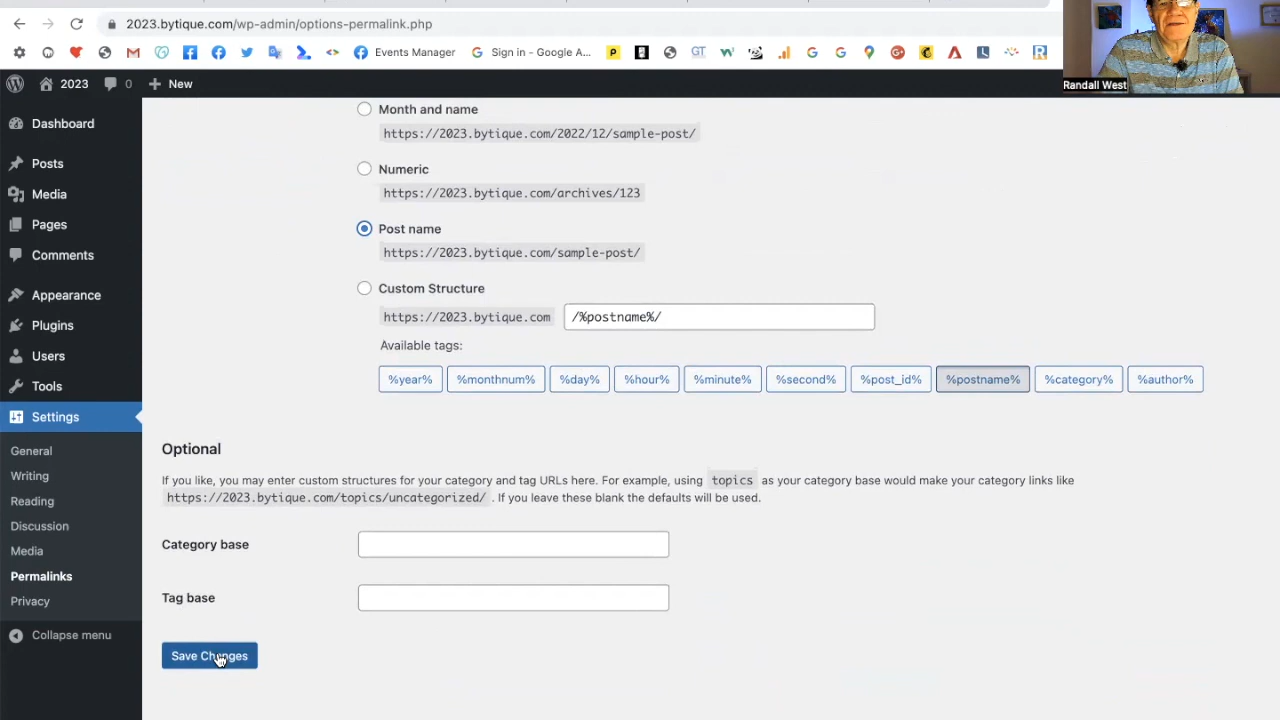 2023.bytique.com/wp-admin/options-permalink.php
Events Manager
Sign in - Google A...
GT
Randall West
2023
0
New
Dashboard
Posts
Media
Pages
Comments
Appearance
Plugins
Users
Tools
Settings
General
Writing
Reading
Discussion
Media
Permalinks
Privacy
Collapse menu
Month and name
https://2023.bytique.com/2022/12/sample-post/
Numeric
https://2023.bytique.com/archives/123
Post name
https://2023.bytique.com/sample-post/
Custom Structure
https://2023.bytique.com /%postname%/
Available tags:
%year% %monthnum% %day% %hour% %minute% %second% %post_id% %postname% %category% %author%
Optional
If you like, you may enter custom structures for your category and tag URLs here. For example, using topics as your category base would make your category links like
https://2023.bytique.com/topics/uncategorized/ . If you leave these blank the defaults will be used.
Category base
Tag base
Save Changes